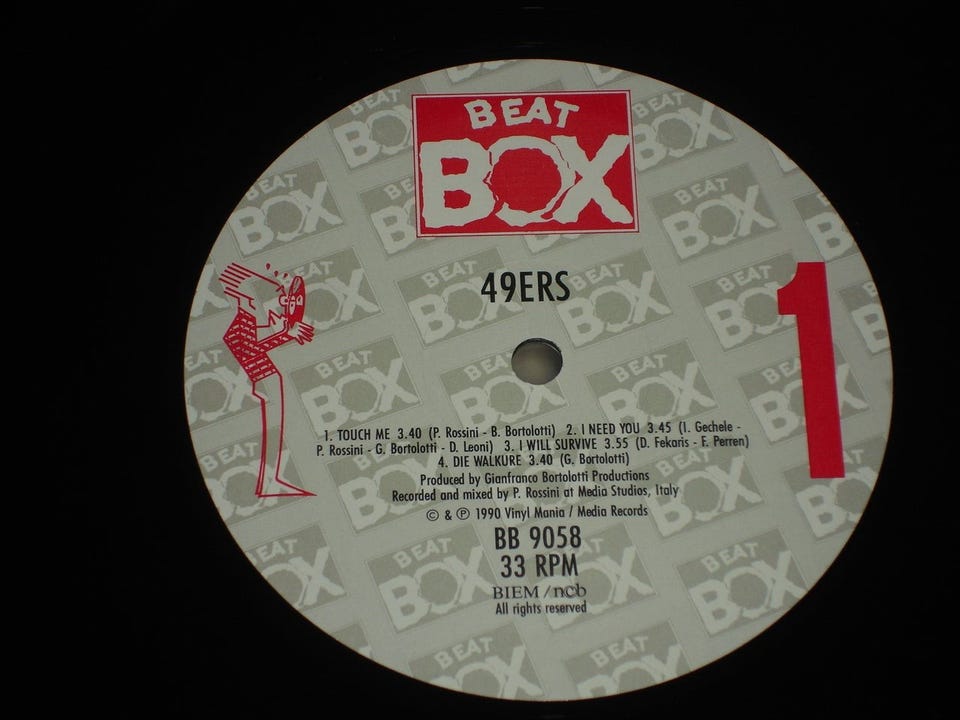 BEAT
BOX
49ERS
1
1. TOUCH ME 3.40 (P. Rossini - B. Bortolotti) 2. I NEED YOU 3.45 (I. Gechele -
P. Rossini - G. Bortolotti - D. Leoni) 3. I WILL SURVIVE 3.55 (D. Fekaris - F. Perren)
4. DIE WALKURE 3.40 (G. Bortolotti)
Produced by Gianfranco Bortolotti Productions
Recorded and mixed by P. Rossini at Media Studios, Italy
© & ℗ 1990 Vinyl Mania / Media Records
BB 9058
33 RPM
BIEM / ncb
All rights reserved